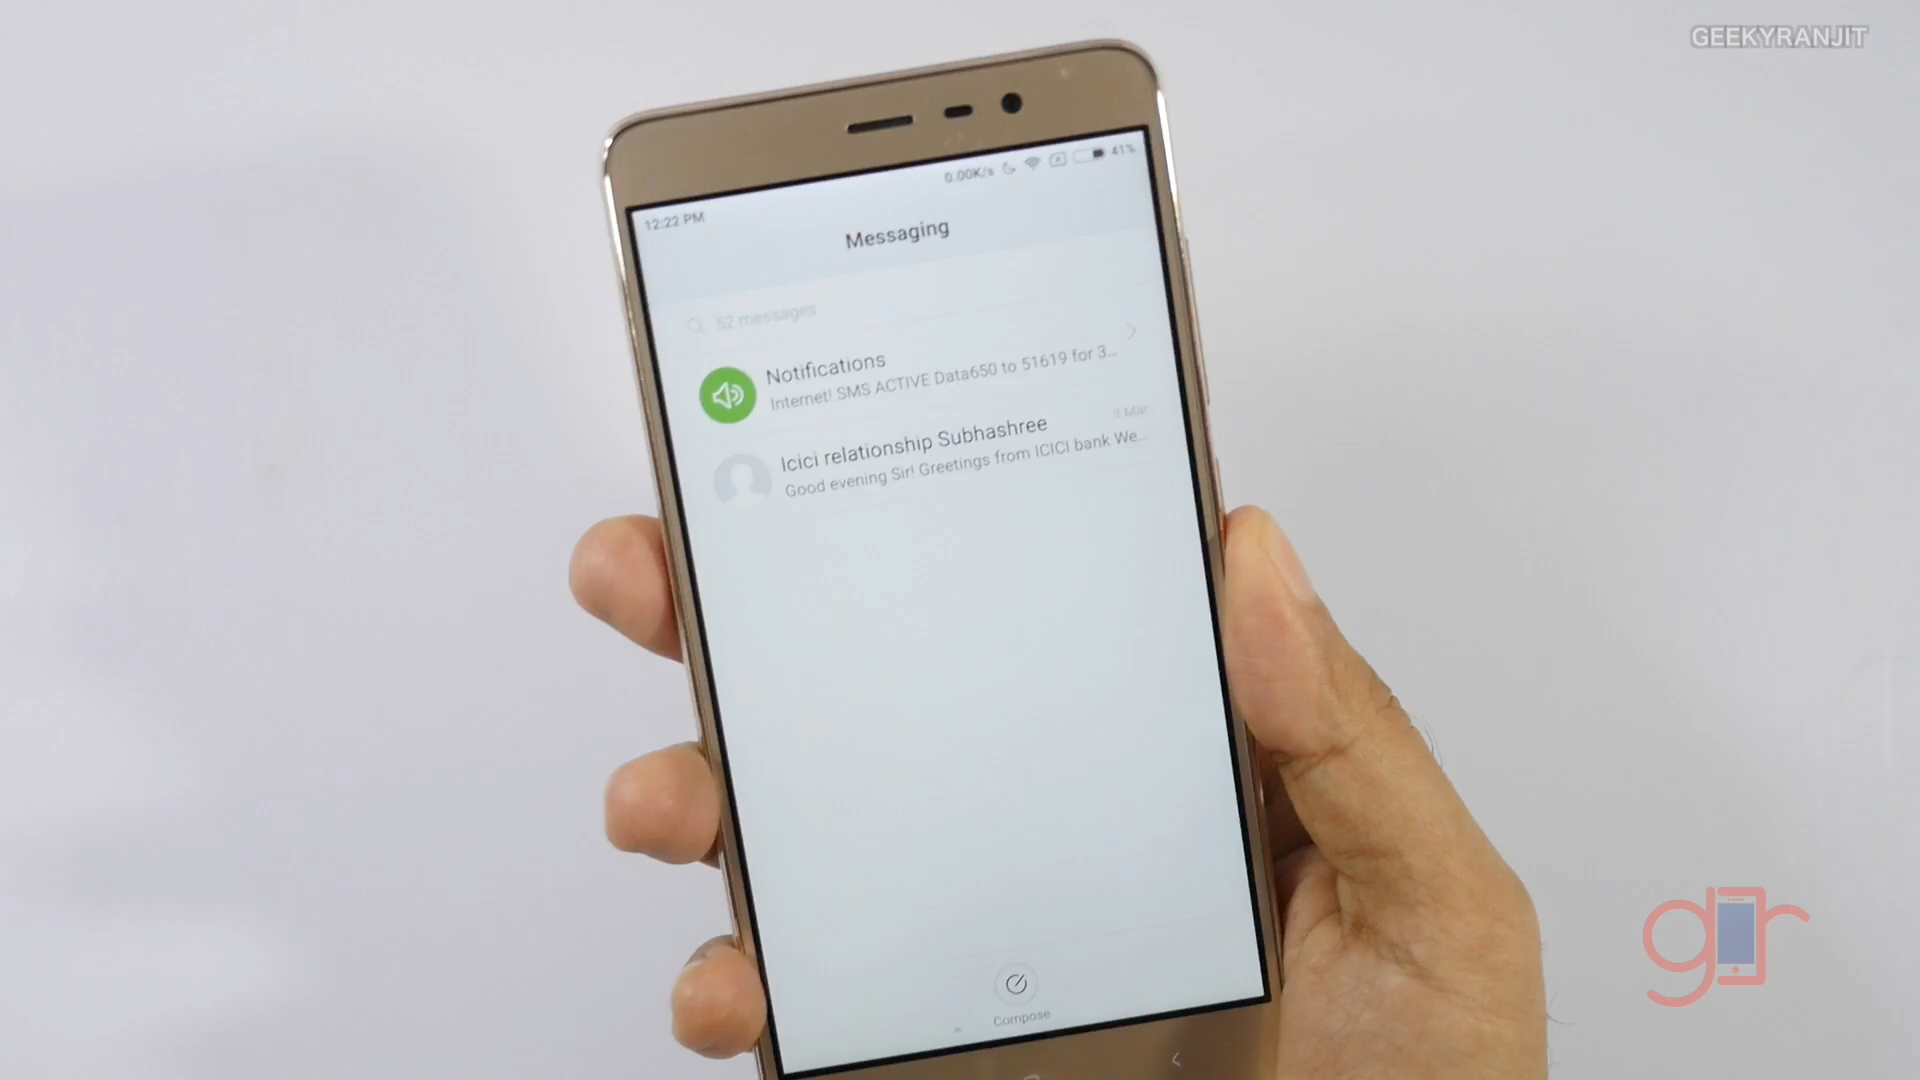 GEEKYRANJIT
0.00K/s 41%
12:22 PM
Messaging
52 messages
Notifications
Internet! SMS ACTIVE Data650 to 51619 for 3...
Icici relationship Subhashree
3 Mar
Good evening Sir! Greetings from ICICI bank We...
Compose
gr